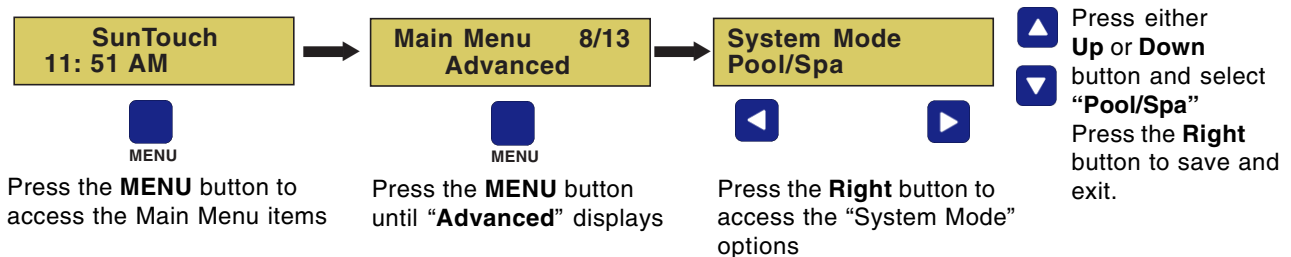 SunTouch
11: 51 AM
MENU
Press the MENU button to
access the Main Menu items
Main Menu 8/13
Advanced
MENU
Press the MENU button
until “Advanced” displays
System Mode
Pool/Spa
Press the Right button to
access the “System Mode”
options
Press either
Up or Down
button and select
“Pool/Spa”
Press the Right
button to save and
exit.